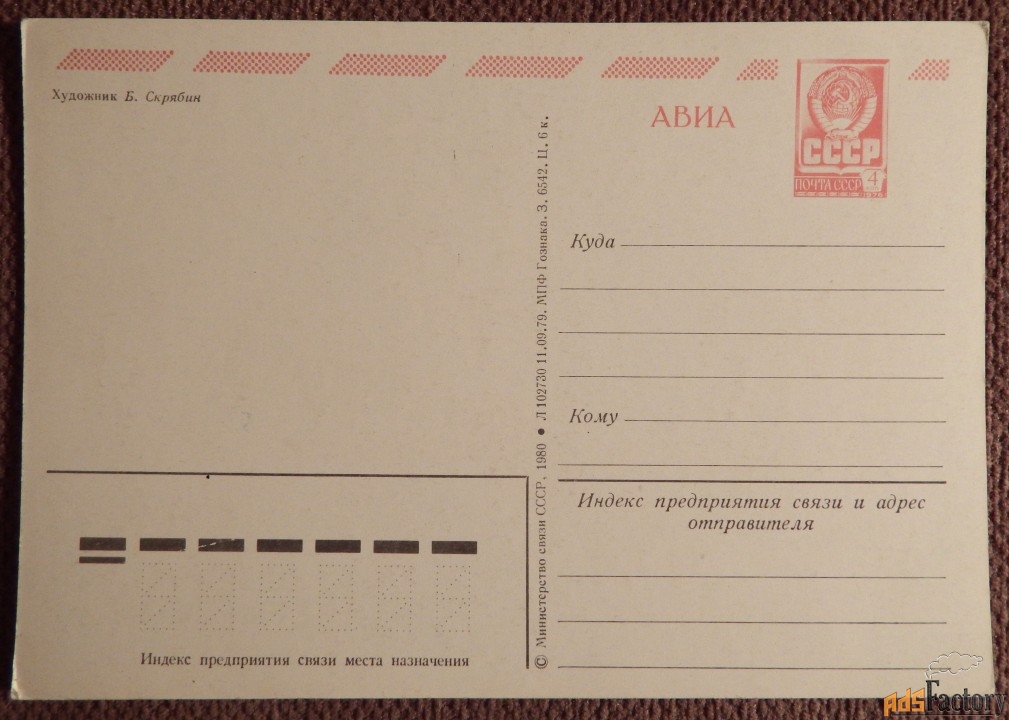 Художник Б. Скрябин
АВИА
СССР
ПОЧТА СССР 4
Куда
Кому
Индекс предприятия связи и адрес
отправителя
© Министерство связи СССР, 1980 ● Л 102730 11.09.79. МПФ Гознака. З. 6542. Ц. 6 к.
Индекс предприятия связи места назначения
AdsFactory